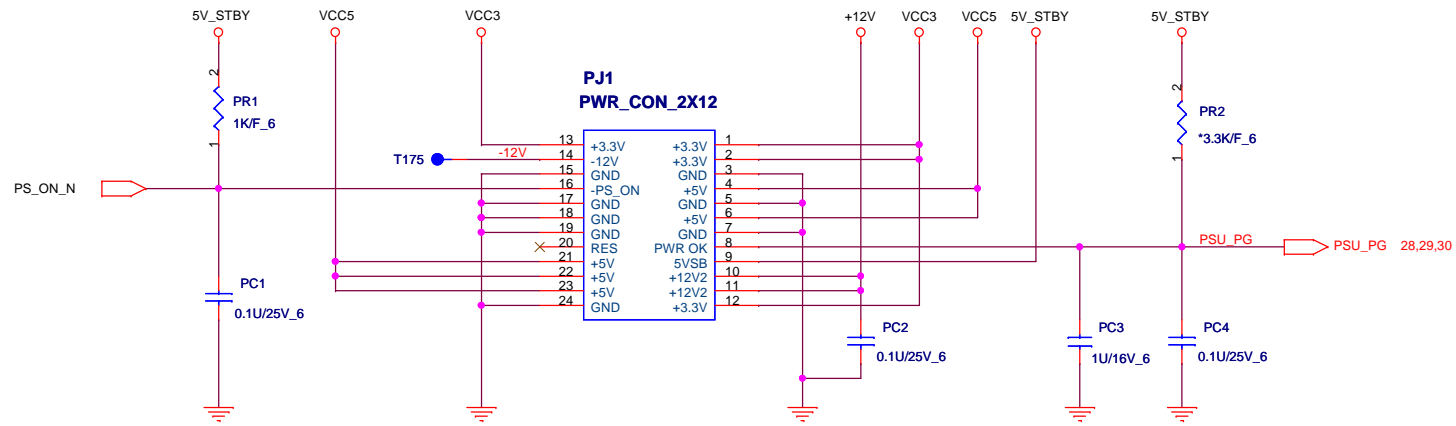 5V_STBY
VCC5
VCC3
+12V
VCC3
VCC5
5V_STBY
5V_STBY
PJ1
PWR_CON_2X12
2
PR1
1K/F_6
1
2
PR2
*3.3K/F_6
1
T175
-12V
PS_ON_N
13 +3.3V +3.3V 1
14 -12V +3.3V 2
15 GND GND 3
16 -PS_ON +5V 4
17 GND GND 5
18 GND +5V 6
19 GND GND 7
20 RES PWR OK 8
21 +5V 5VSB 9
22 +5V +12V2 10
23 +5V +12V2 11
24 GND +3.3V 12
PSU_PG
PSU_PG 28,29,30
PC1
0.1U/25V_6
PC2
0.1U/25V_6
PC3
1U/16V_6
PC4
0.1U/25V_6